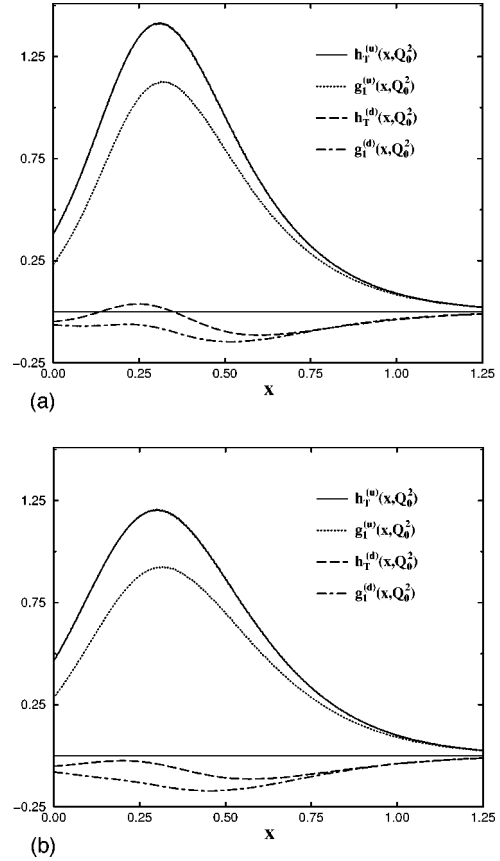 1.25
h_T^(u)(x,Q_0^2)
g_1^(u)(x,Q_0^2)
h_T^(d)(x,Q_0^2)
g_1^(d)(x,Q_0^2)
0.75
0.25
−0.25
0.00 0.25 0.50 0.75 1.00 1.25
x
(a)
1.25
h_T^(u)(x,Q_0^2)
g_1^(u)(x,Q_0^2)
h_T^(d)(x,Q_0^2)
g_1^(d)(x,Q_0^2)
0.75
0.25
−0.25
0.00 0.25 0.50 0.75 1.00 1.25
x
(b)